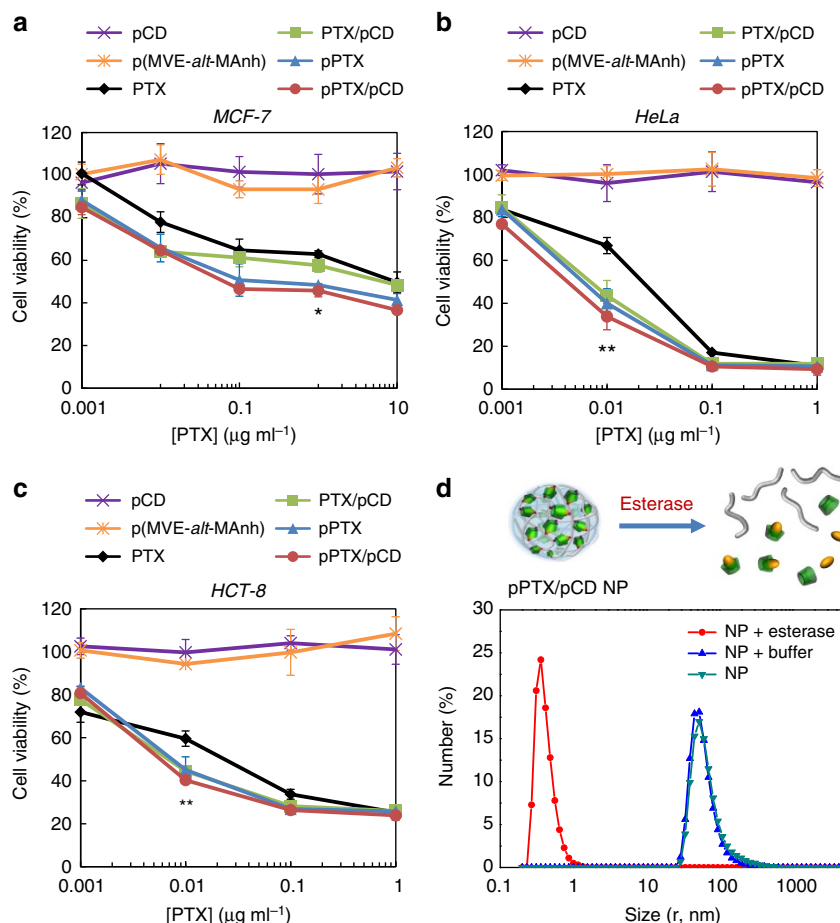 a
pCD
PTX/pCD
p(MVE-alt-MAnh)
pPTX
PTX
pPTX/pCD
MCF-7
Cell viability (%)
120
100
80
60
40
20
0
*
0.001
0.1
10
[PTX] (μg ml⁻¹)
b
pCD
PTX/pCD
p(MVE-alt-MAnh)
pPTX
PTX
pPTX/pCD
HeLa
Cell viability (%)
120
100
80
60
40
20
0
**
0.001
0.01
0.1
1
[PTX] (μg ml⁻¹)
c
pCD
PTX/pCD
p(MVE-alt-MAnh)
pPTX
PTX
pPTX/pCD
HCT-8
Cell viability (%)
120
100
80
60
40
20
0
**
0.001
0.01
0.1
1
[PTX] (μg ml⁻¹)
d
Esterase
pPTX/pCD NP
Number (%)
30
25
20
15
10
5
0
NP + esterase
NP + buffer
NP
0.1
1
10
100
1000
Size (r, nm)